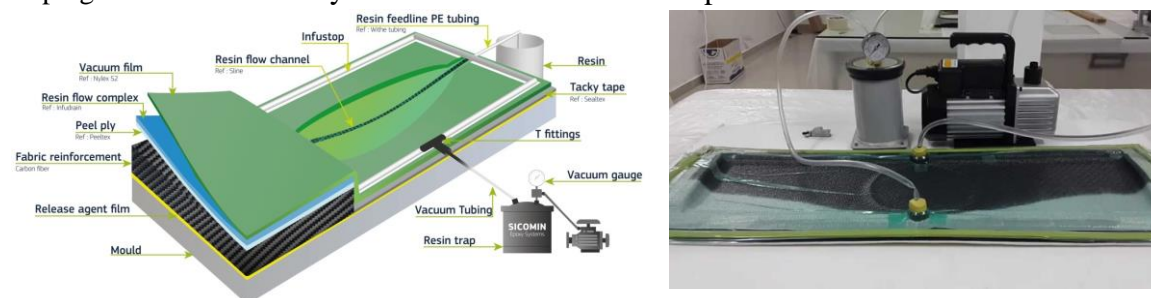 Resin feedline PE tubing
Ref : Withe tubing
Infustop
Resin flow channel
Ref : Sline
Resin
Vacuum film
Ref : Nylex S2
Tacky tape
Ref : Sealtex
Resin flow complex
Ref : Infudrain
Peel ply
Ref : Peeltex
T fittings
Fabric reinforcement
Carbon fiber
Vacuum gauge
Release agent film
Vacuum Tubing
SICOMIN
Epoxy Systems
Resin trap
Mould